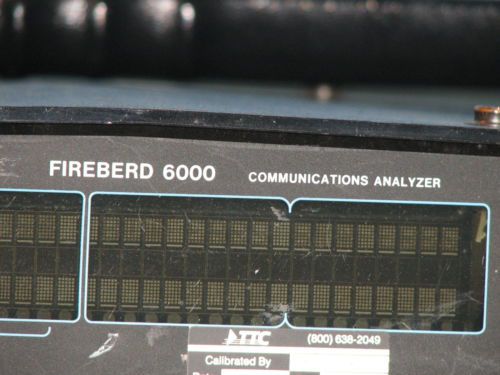 FIREBERD 6000 COMMUNICATIONS ANALYZER
TTC (800) 638-2049
Calibrated By